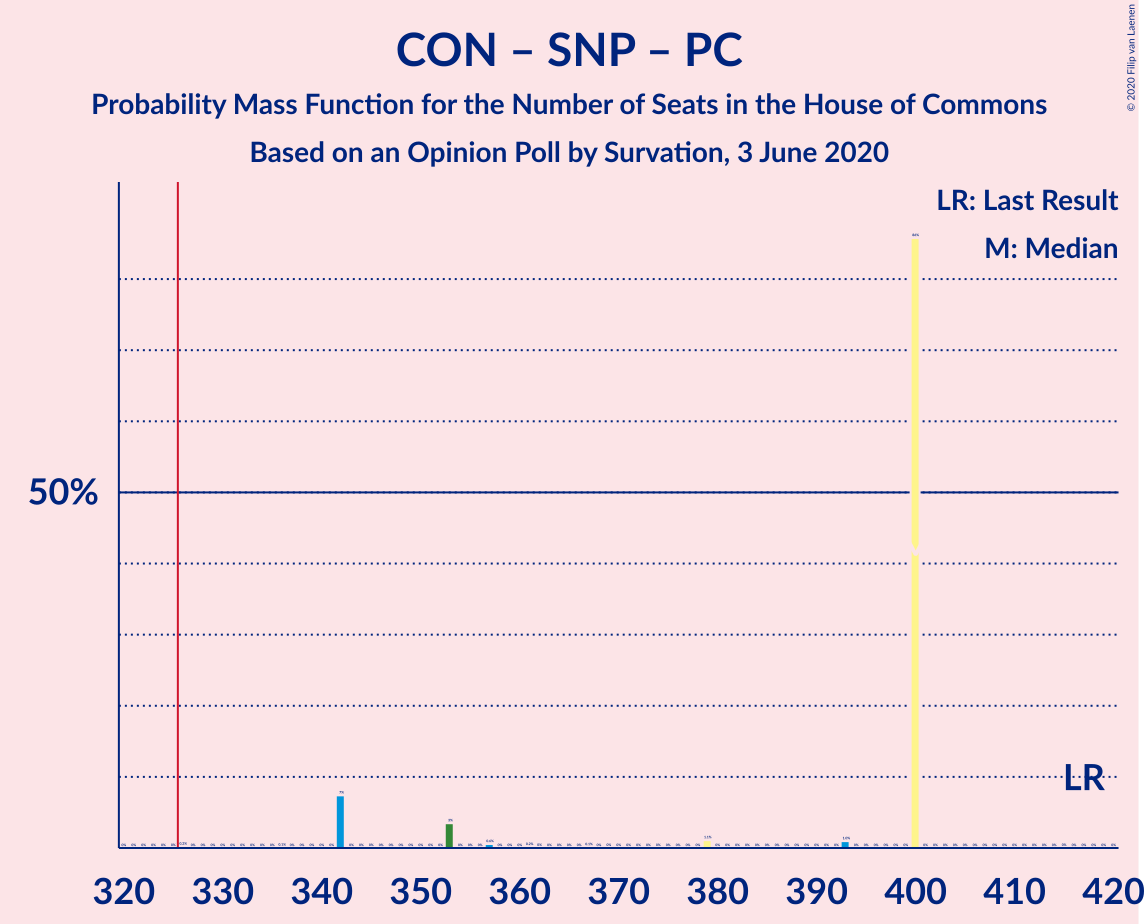 CON – SNP – PC
Probability Mass Function for the Number of Seats in the House of Commons
Based on an Opinion Poll by Survation, 3 June 2020
© 2020 Filip van Laenen
LR: Last Result
M: Median
50%
LR
7%
3%
320 330 340 350 360 370 380 390 400 410 420